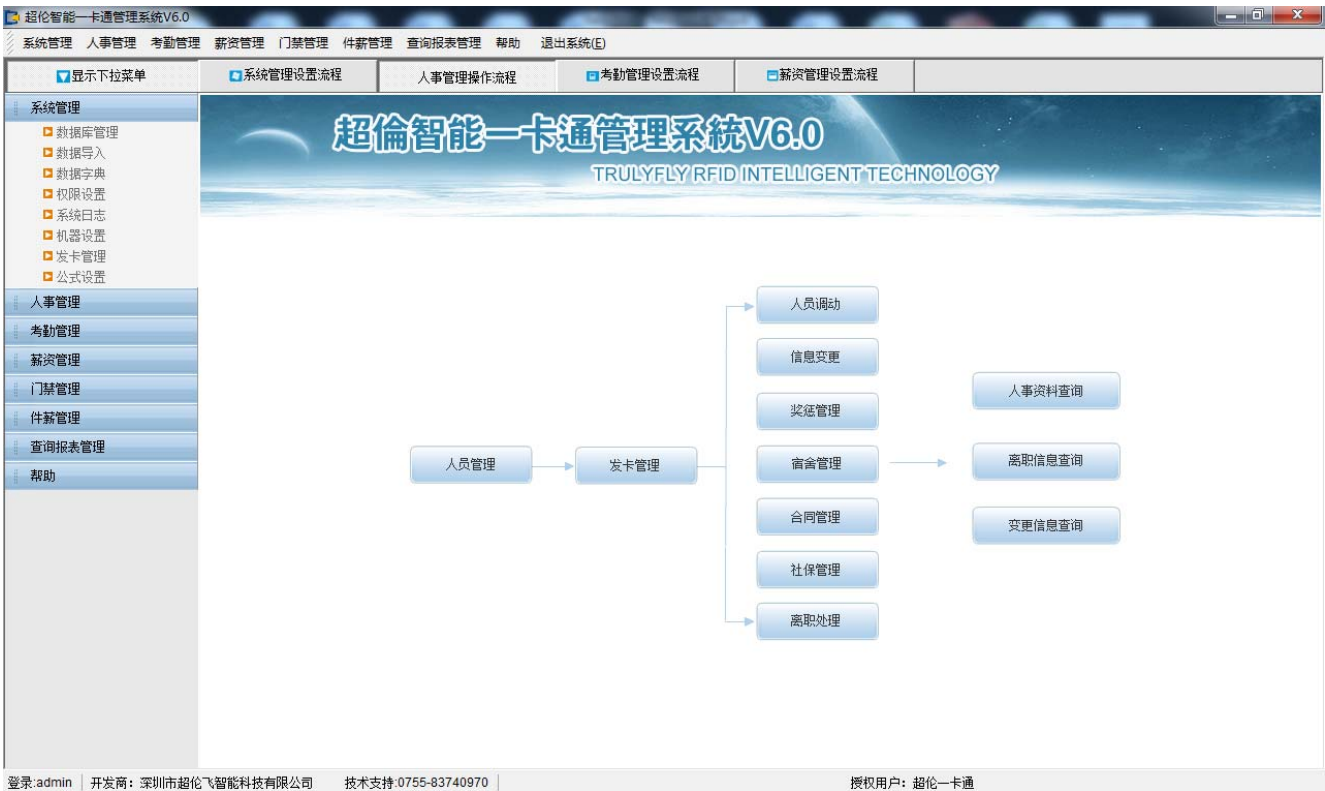 超伦智能一卡通管理系统V6.0
系统管理 人事管理 考勤管理 薪资管理 门禁管理 件薪管理 查询报表管理 帮助 退出系统(E)
显示下拉菜单 系统管理设置流程 人事管理操作流程 考勤管理设置流程 薪资管理设置流程
系统管理
数据库管理
数据导入
数据字典
权限设置
系统日志
机器设置
发卡管理
公式设置
人事管理
考勤管理
薪资管理
门禁管理
件薪管理
查询报表管理
帮助
超倫智能一卡通管理系統V6.0
TRULYFLY RFID INTELLIGENT TECHNOLOGY
人员管理
发卡管理
人员调动
信息变更
奖惩管理
宿舍管理
合同管理
社保管理
离职处理
人事资料查询
离职信息查询
变更信息查询
登录:admin 开发商：深圳市超伦飞智能科技有限公司 技术支持:0755-83740970 授权用户：超伦一卡通